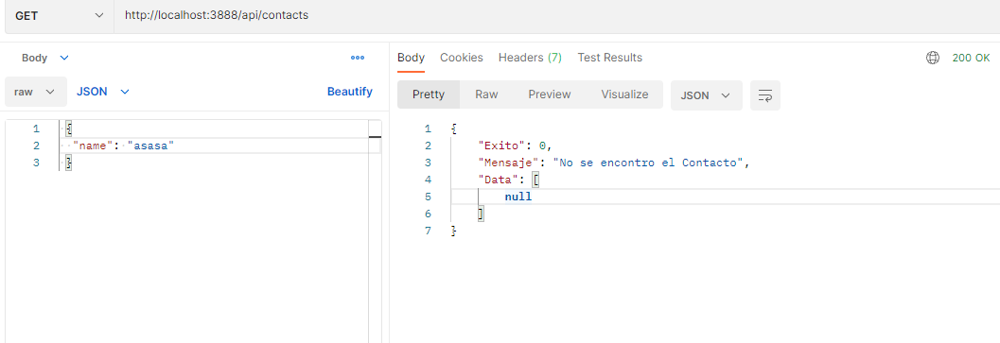 GET http://localhost:3888/api/contacts
Body
raw JSON Beautify
1 {
2 "name": "asasa"
3 }
Body Cookies Headers (7) Test Results 200 OK
Pretty Raw Preview Visualize JSON
1 {
2 "Exito": 0,
3 "Mensaje": "No se encontro el Contacto",
4 "Data": [
5 null
6 ]
7 }